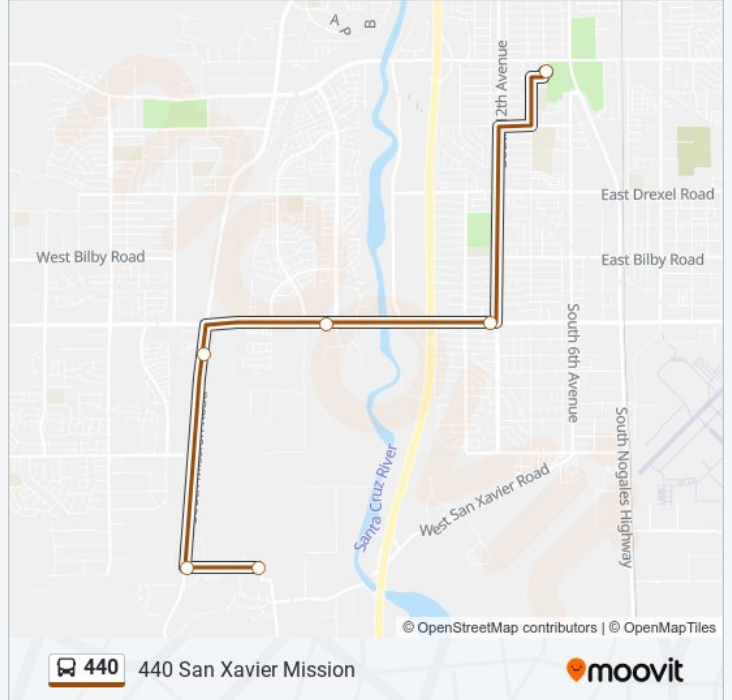 A
P
B
2th Avenue
East Drexel Road
West Bilby Road
East Bilby Road
South 6th Avenue
South Nogales Highway
Santa Cruz River
West San Xavier Road
© OpenStreetMap contributors | © OpenMapTiles
440 440 San Xavier Mission
moovit